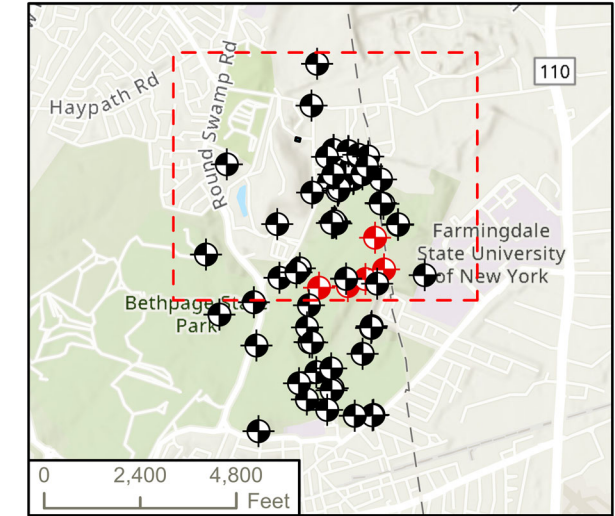 Haypath Rd
Round Swamp Rd
110
Farmingdale
State University
of New York
Bethpage State
Park
0 2,400 4,800
Feet